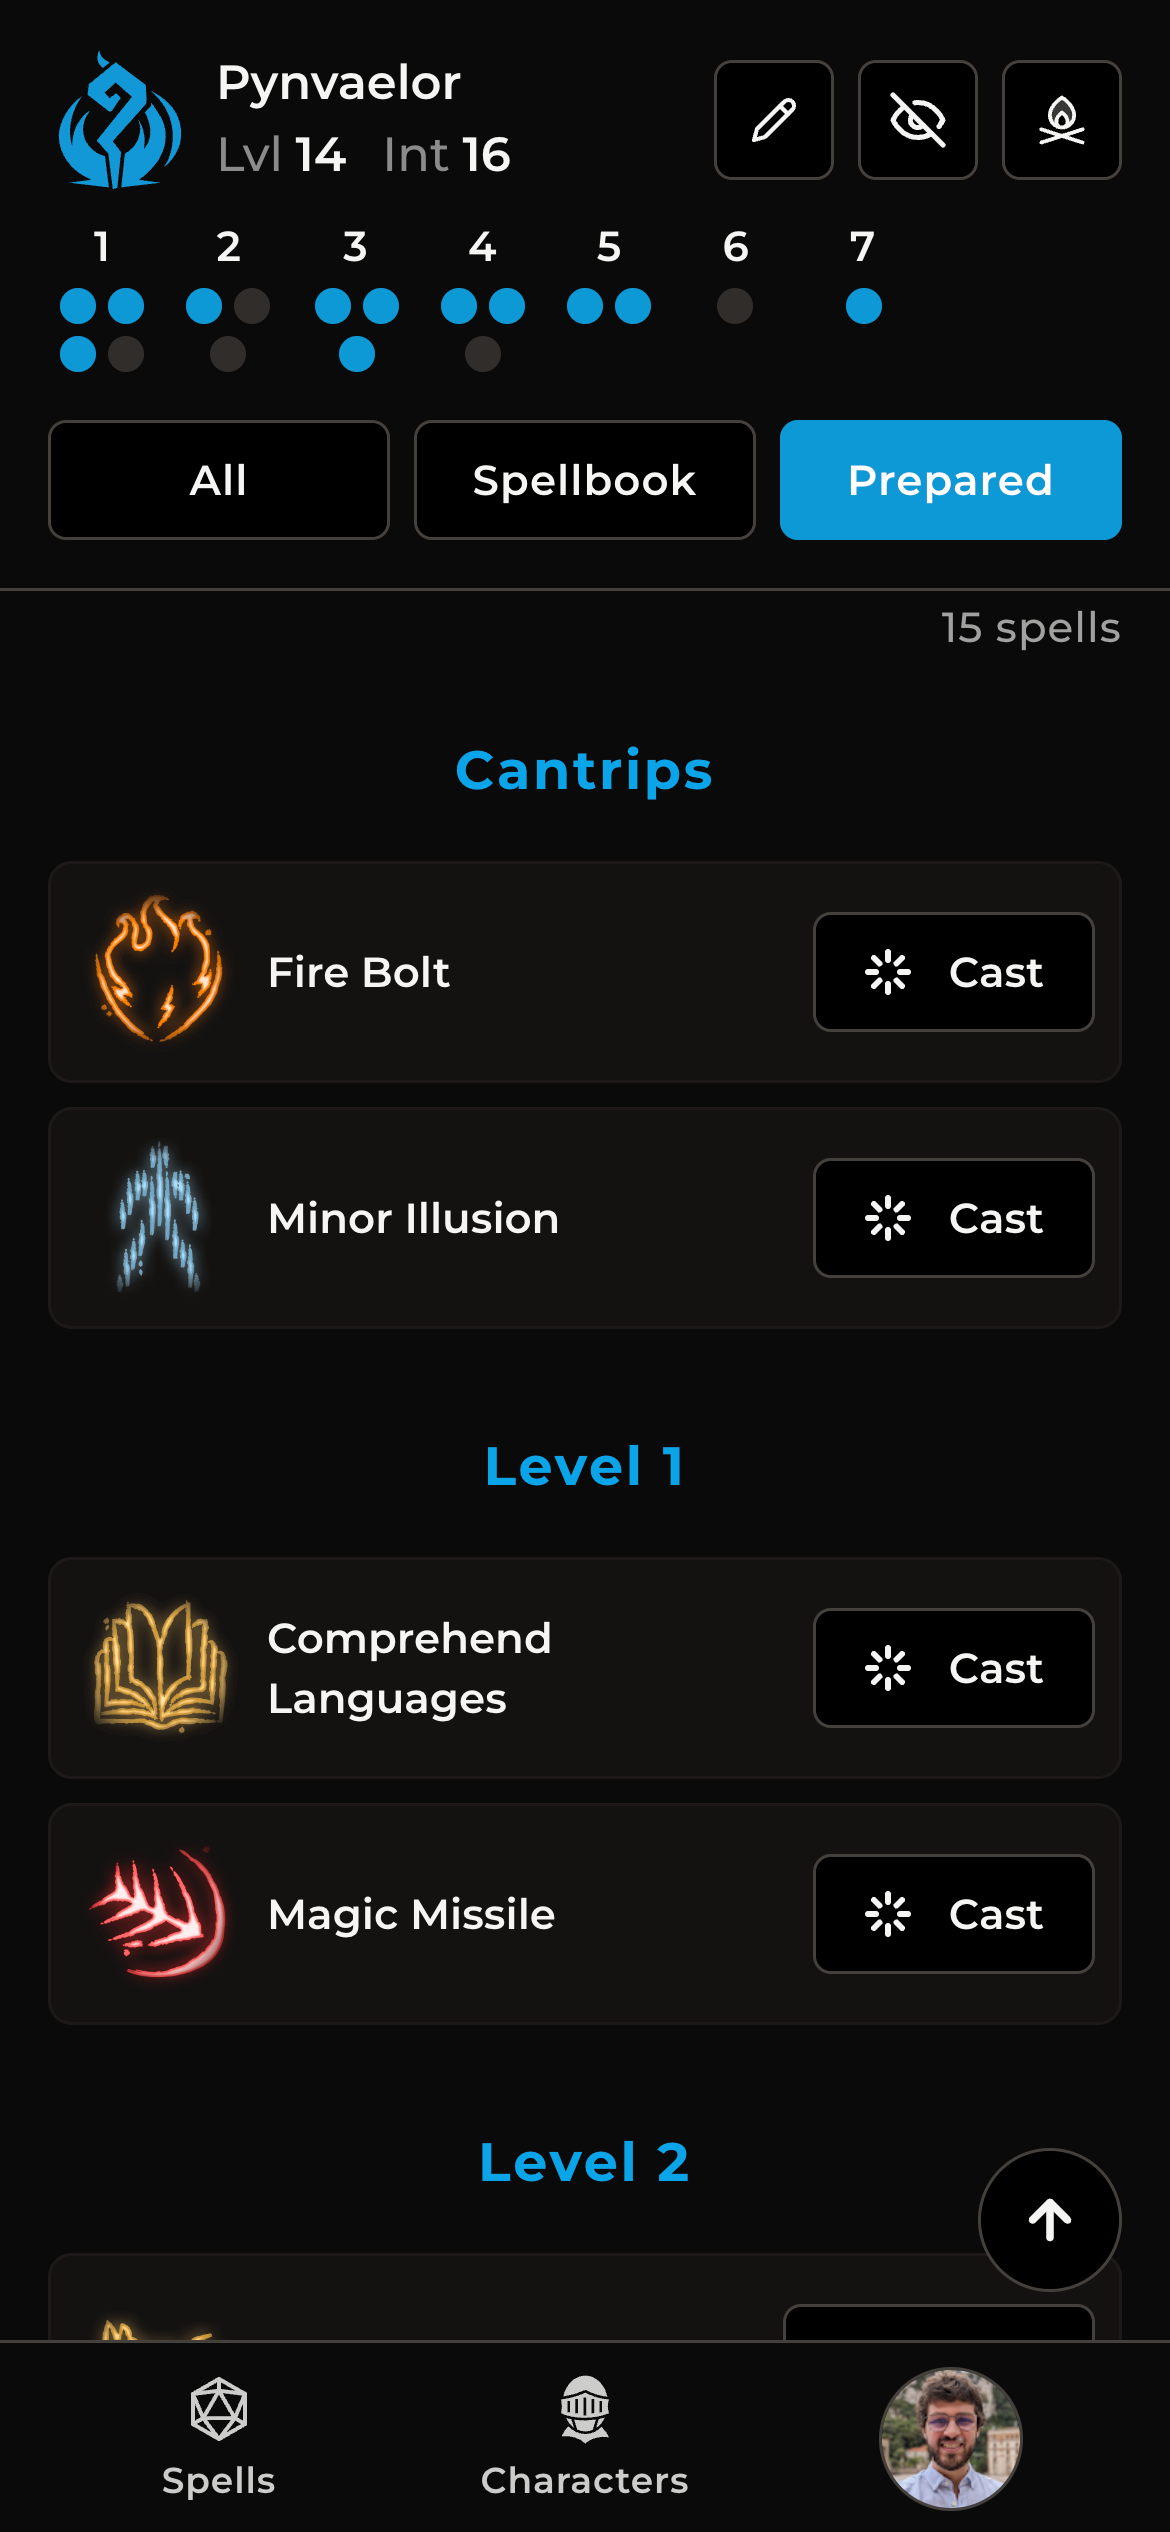 Pynvaelor
Lvl 14 Int 16
1 2 3 4 5 6 7
All Spellbook Prepared
15 spells
Cantrips
Fire Bolt Cast
Minor Illusion Cast
Level 1
Comprehend
Languages
Cast
Magic Missile Cast
Level 2
Spells Characters